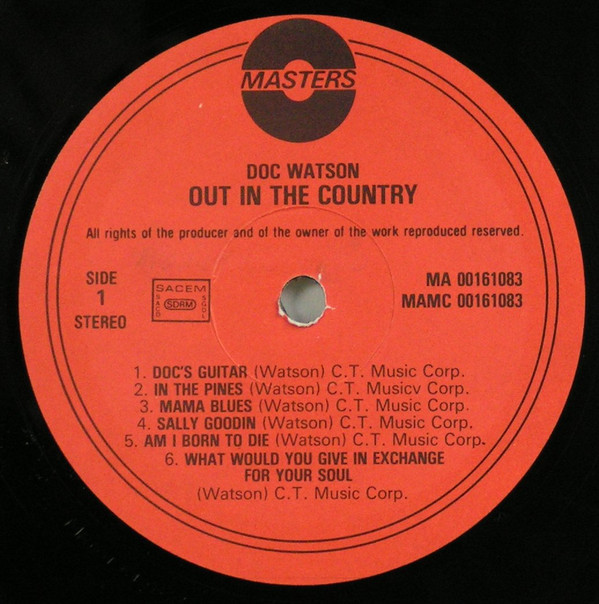 MASTERS
DOC WATSON
OUT IN THE COUNTRY
All rights of the producer and of the owner of the work reproduced reserved.
SIDE
1
STEREO
SACEM
SACD
SDRM
SGDL
MA 00161083
MAMC 00161083
1. DOC'S GUITAR (Watson) C.T. Music Corp.
2. IN THE PINES (Watson) C.T. Musicv Corp.
3. MAMA BLUES (Watson) C.T. Music Corp.
4. SALLY GOODIN (Watson) C.T. Music Corp.
5. AM I BORN TO DIE (Watson) C.T. Music Corp.
6. WHAT WOULD YOU GIVE IN EXCHANGE
FOR YOUR SOUL
(Watson) C.T. Music Corp.